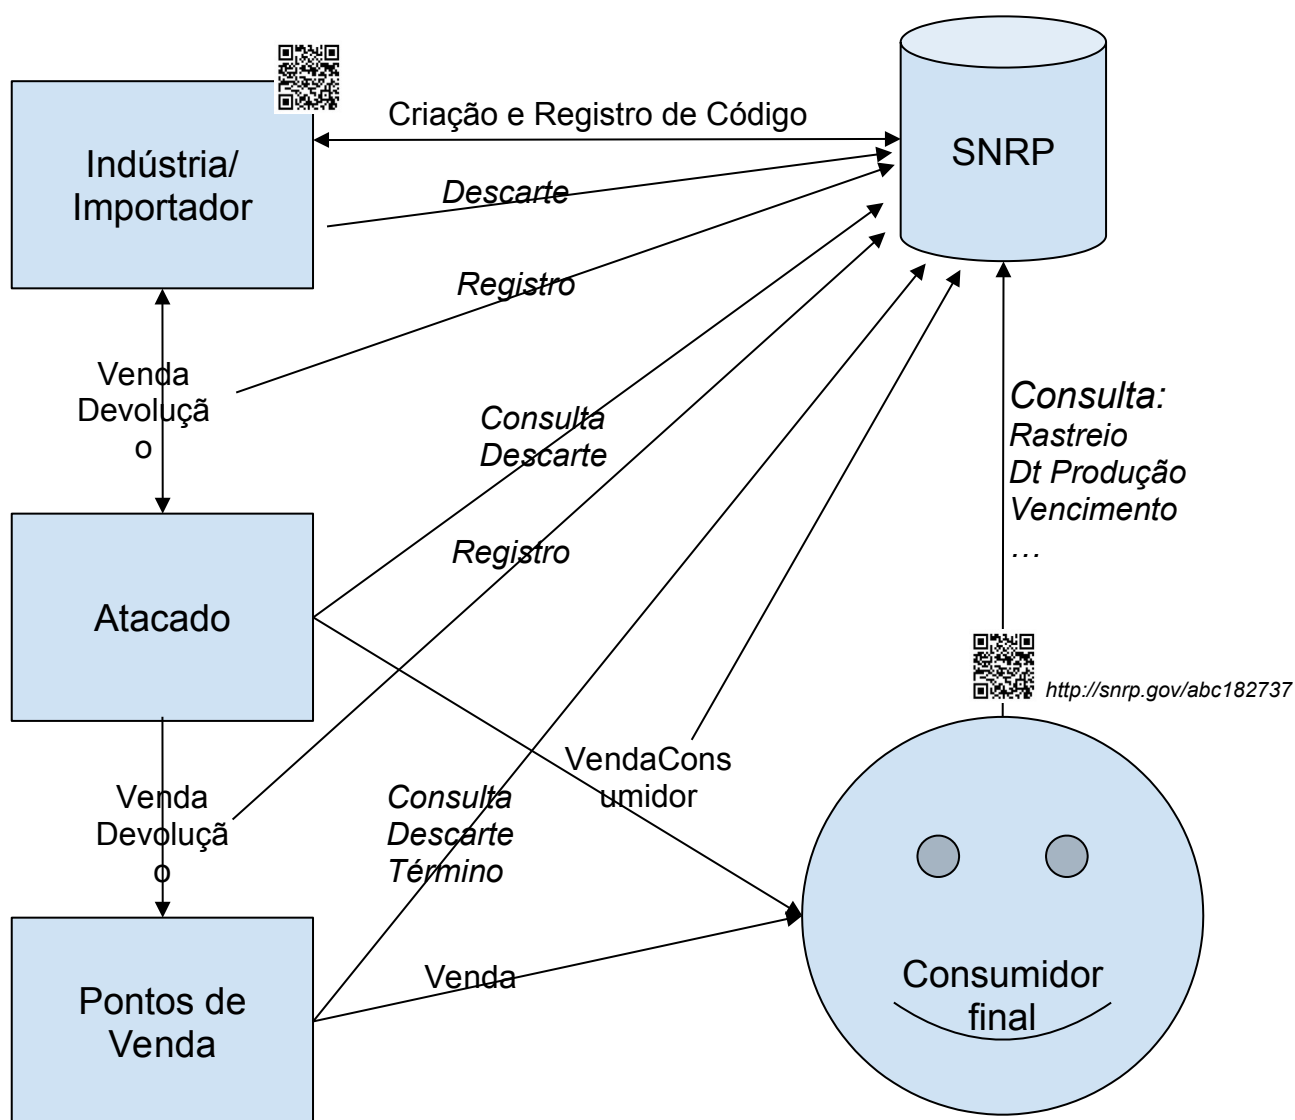 Criação e Registro de Código
SNRP
Indústria/
Importador
Descarte
Registro
Venda
Devoluçã
o
Consulta
Descarte
Consulta:
Rastreio
Dt Produção
Vencimento
…
Registro
Atacado
http://snrp.gov/abc182737
VendaCons
umidor
Venda
Devoluçã
o
Consulta
Descarte
Término
Venda
Pontos de
Venda
Consumidor
final